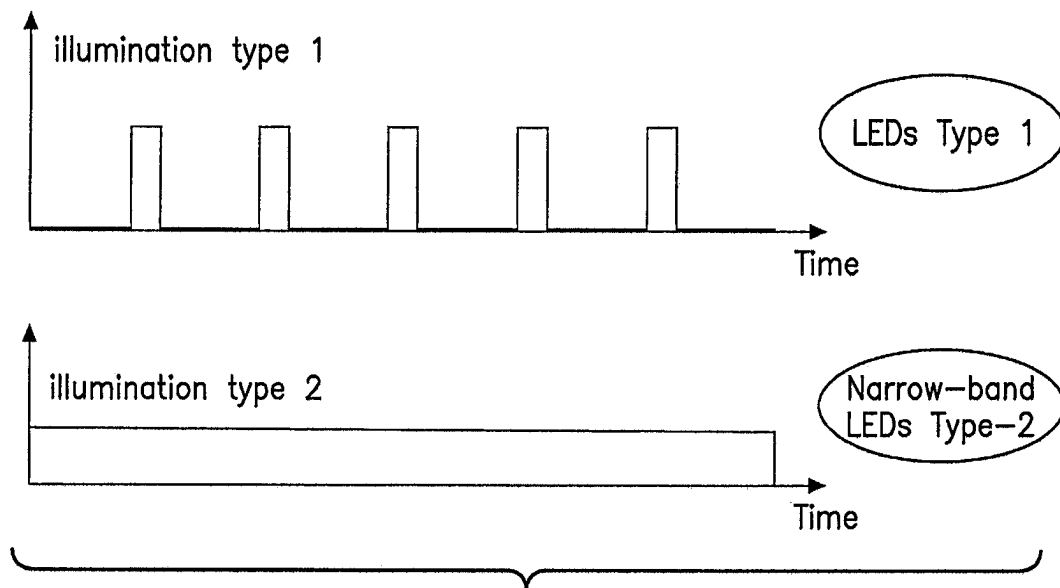 illumination type 1
LEDs Type 1
Time
illumination type 2
Narrow-band
LEDs Type-2
Time